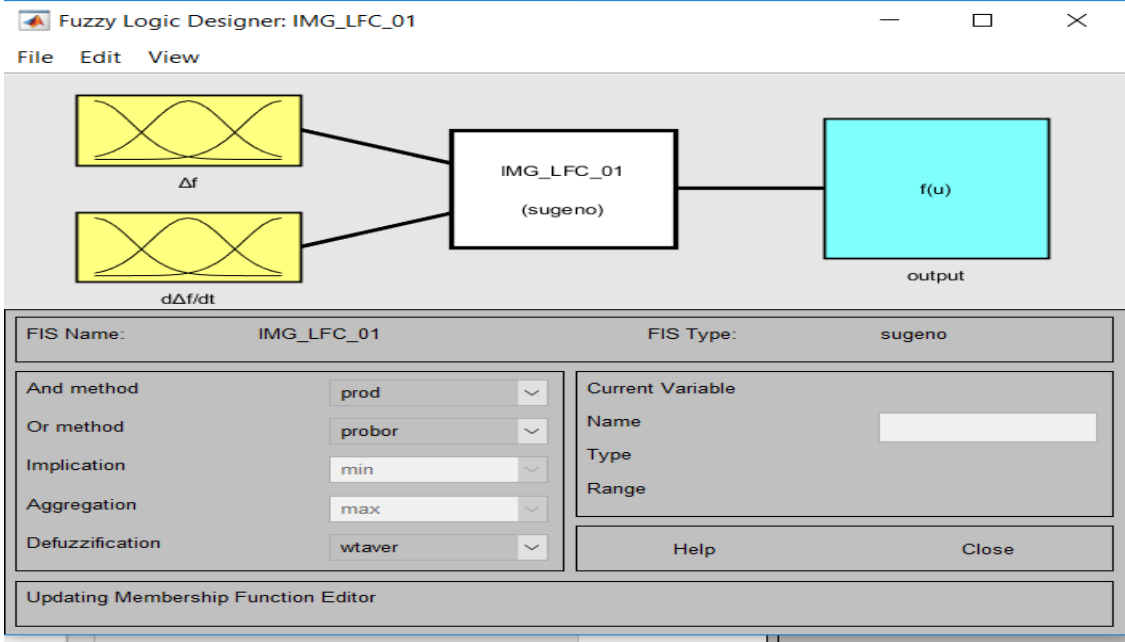 Fuzzy Logic Designer: IMG_LFC_01
File Edit View
Δf
dΔf/dt
IMG_LFC_01
(sugeno)
f(u)
output
FIS Name: IMG_LFC_01 FIS Type: sugeno
And method prod
Or method probor
Implication min
Aggregation max
Defuzzification wtaver
Current Variable
Name
Type
Range
Help Close
Updating Membership Function Editor